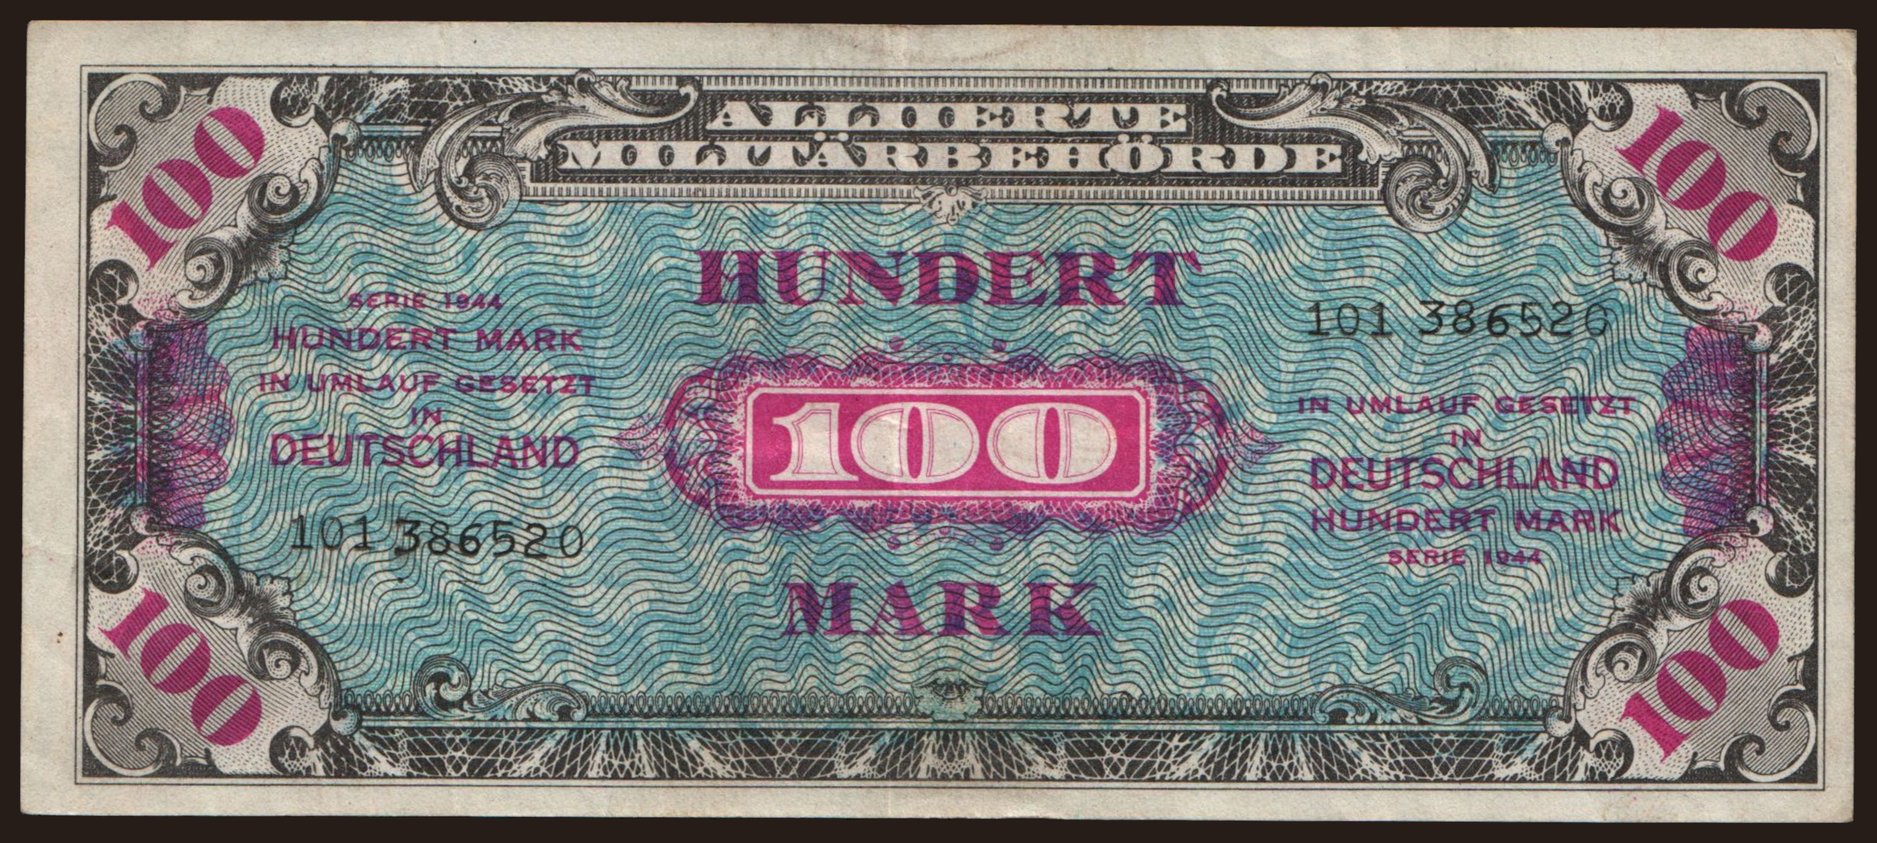 100
ALLIIERTE
MILITÄRBEHÖRDE
100
HUNDERT
SERIE 1944
HUNDERT MARK
IN UMLAUF GESETZT
IN
DEUTSCHLAND
101 386520
100
101 386520
IN UMLAUF GESETZT
IN
DEUTSCHLAND
HUNDERT MARK
SERIE 1944
MARK
100
100